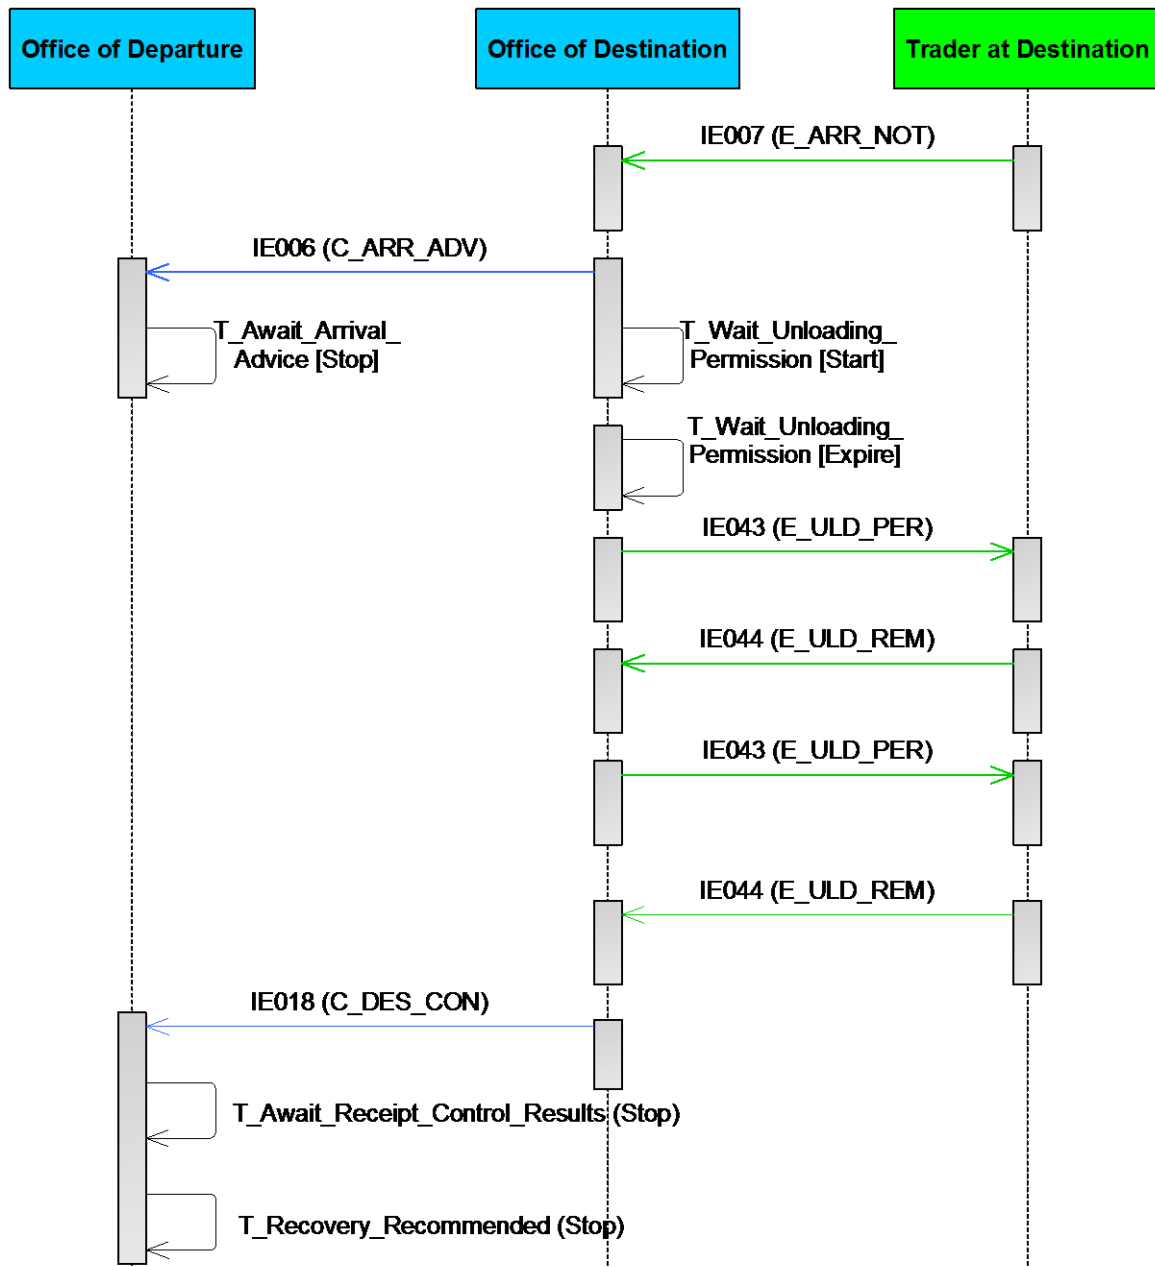 Office of Departure
Office of Destination
Trader at Destination
IE007 (E_ARR_NOT)
IE006 (C_ARR_ADV)
T_Await_Arrival_
Advice [Stop]
T_Wait_Unloading_
Permission [Start]
T_Wait_Unloading_
Permission [Expire]
IE043 (E_ULD_PER)
IE044 (E_ULD_REM)
IE043 (E_ULD_PER)
IE044 (E_ULD_REM)
IE018 (C_DES_CON)
T_Await_Receipt_Control_Results (Stop)
T_Recovery_Recommended (Stop)